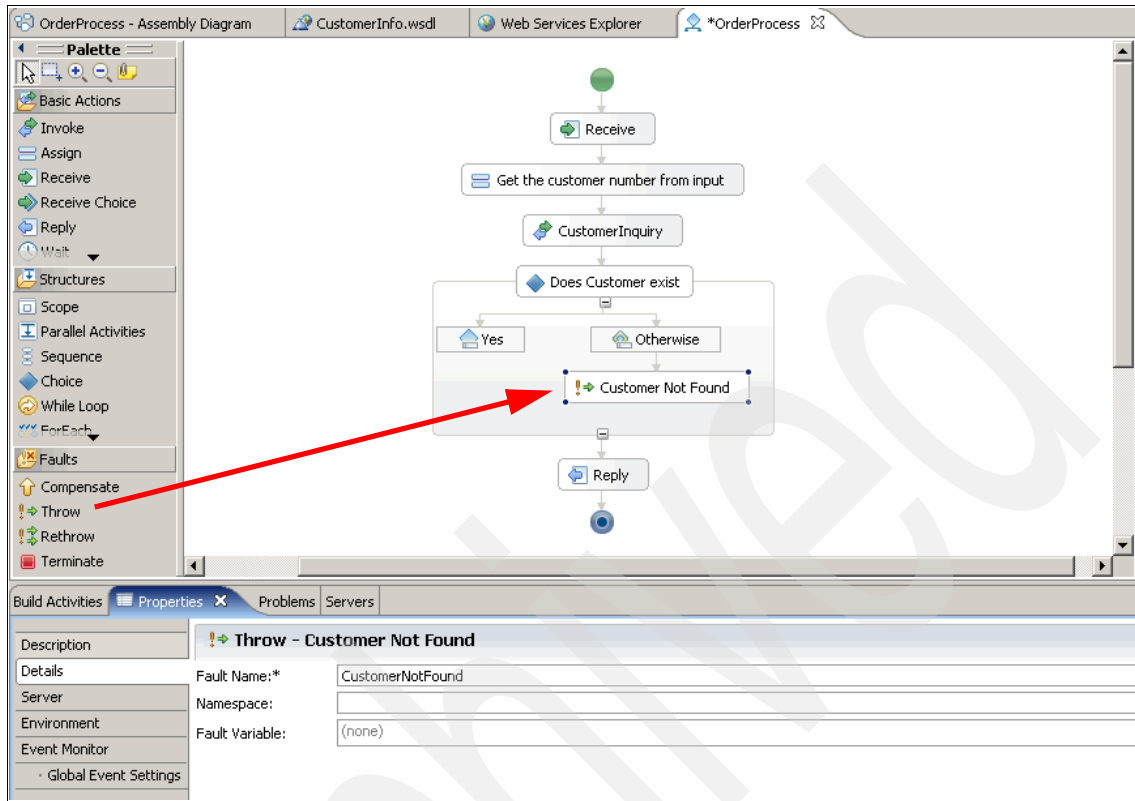 OrderProcess - Assembly Diagram
CustomerInfo.wsdl
Web Services Explorer
*OrderProcess
Palette
Basic Actions
Invoke
Assign
Receive
Receive Choice
Reply
Wait
Structures
Scope
Parallel Activities
Sequence
Choice
While Loop
ForEach
Faults
Compensate
Throw
Rethrow
Terminate
Receive
Get the customer number from input
CustomerInquiry
Does Customer exist
Yes
Otherwise
Customer Not Found
Reply
Build Activities
Properties
Problems
Servers
Description
Details
Server
Environment
Event Monitor
· Global Event Settings
Throw - Customer Not Found
Fault Name:*
CustomerNotFound
Namespace:
Fault Variable:
(none)